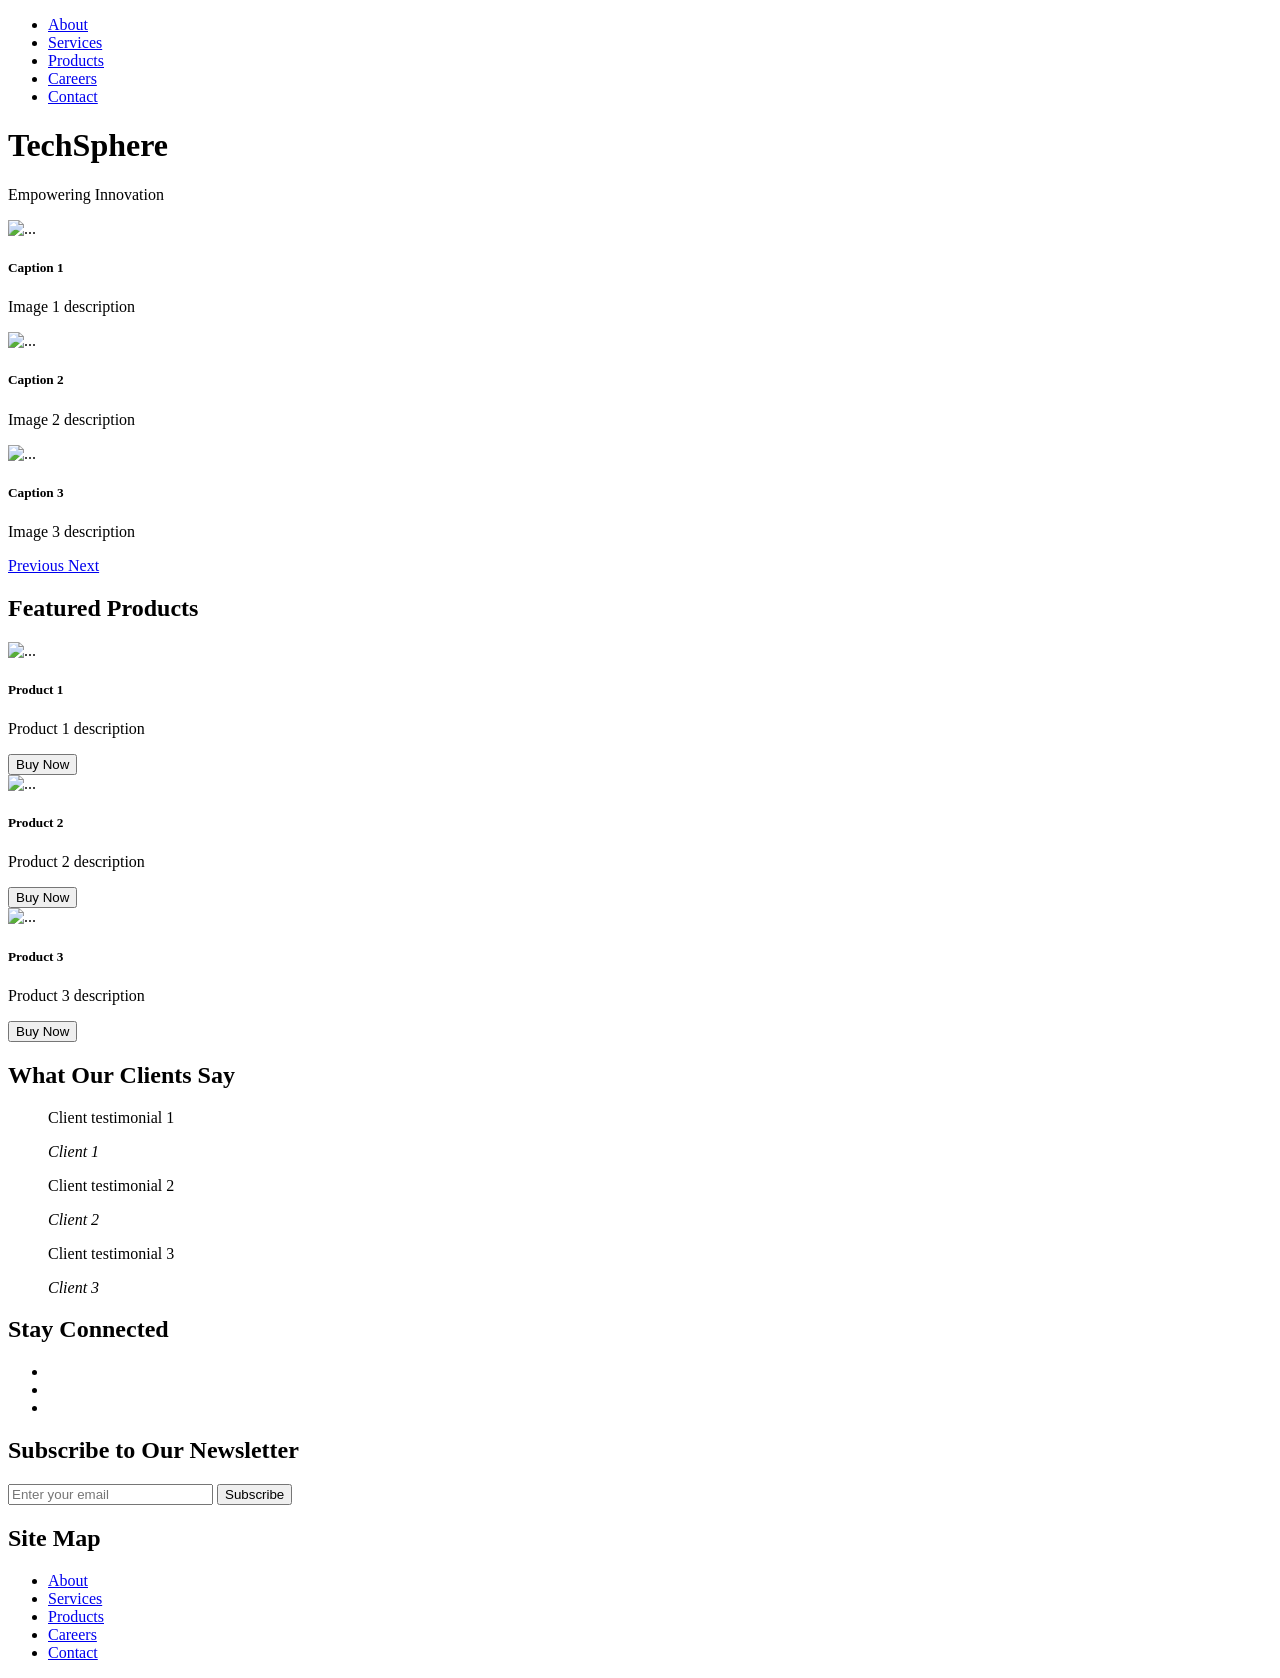 About
Services
Products
Careers
Contact
TechSphere
Empowering Innovation
...
Caption 1
Image 1 description
...
Caption 2
Image 2 description
...
Caption 3
Image 3 description
Previous Next
Featured Products
...
Product 1
Product 1 description
Buy Now
...
Product 2
Product 2 description
Buy Now
...
Product 3
Product 3 description
Buy Now
What Our Clients Say
Client testimonial 1
Client 1
Client testimonial 2
Client 2
Client testimonial 3
Client 3
Stay Connected
Subscribe to Our Newsletter
Enter your email Subscribe
Site Map
About
Services
Products
Careers
Contact